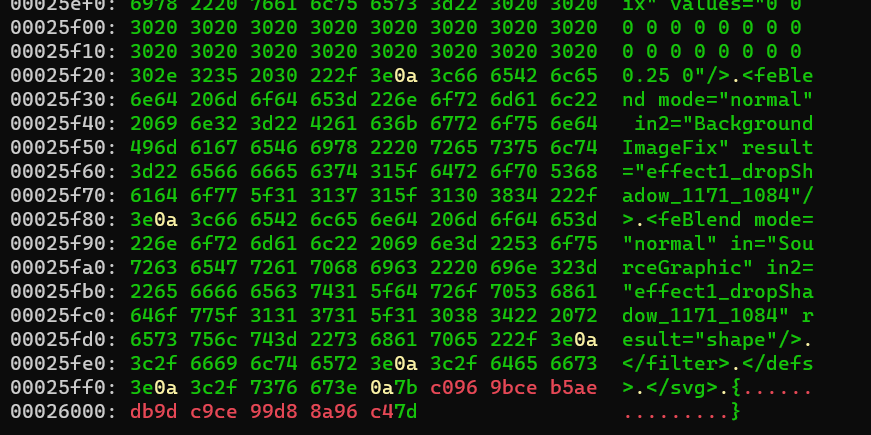 00025ef0: 6978 2220 7661 6c75 6573 3d22 3020 3020 ix" values="0 0
00025f00: 3020 3020 3020 3020 3020 3020 3020 3020 0 0 0 0 0 0 0 0
00025f10: 3020 3020 3020 3020 3020 3020 3020 3020 0 0 0 0 0 0 0 0
00025f20: 302e 3235 2030 222f 3e0a 3c66 6542 6c65 0.25 0"/>.<feBle
00025f30: 6e64 206d 6f64 653d 226e 6f72 6d61 6c22 nd mode="normal"
00025f40: 2069 6e32 3d22 4261 636b 6772 6f75 6e64 in2="Background
00025f50: 496d 6167 6546 6978 2220 7265 7375 6c74 ImageFix" result
00025f60: 3d22 6566 6665 6374 315f 6472 6f70 5368 ="effect1_dropSh
00025f70: 6164 6f77 5f31 3137 315f 3130 3834 222f adow_1171_1084"/
00025f80: 3e0a 3c66 6542 6c65 6e64 206d 6f64 653d >.<feBlend mode=
00025f90: 226e 6f72 6d61 6c22 2069 6e3d 2253 6f75 "normal" in="Sou
00025fa0: 7263 6547 7261 7068 6963 2220 696e 323d rceGraphic" in2=
00025fb0: 2265 6666 6563 7431 5f64 726f 7053 6861 "effect1_dropSha
00025fc0: 646f 775f 3131 3731 5f31 3038 3422 2072 dow_1171_1084" r
00025fd0: 6573 756c 743d 2273 6861 7065 222f 3e0a esult="shape"/>.
00025fe0: 3c2f 6669 6c74 6572 3e0a 3c2f 6465 6673 </filter>.</defs
00025ff0: 3e0a 3c2f 7376 673e 0a7b c096 9bce b5ae >.</svg>.{......
00026000: db9d c9ce 99d8 8a96 c47d .........}